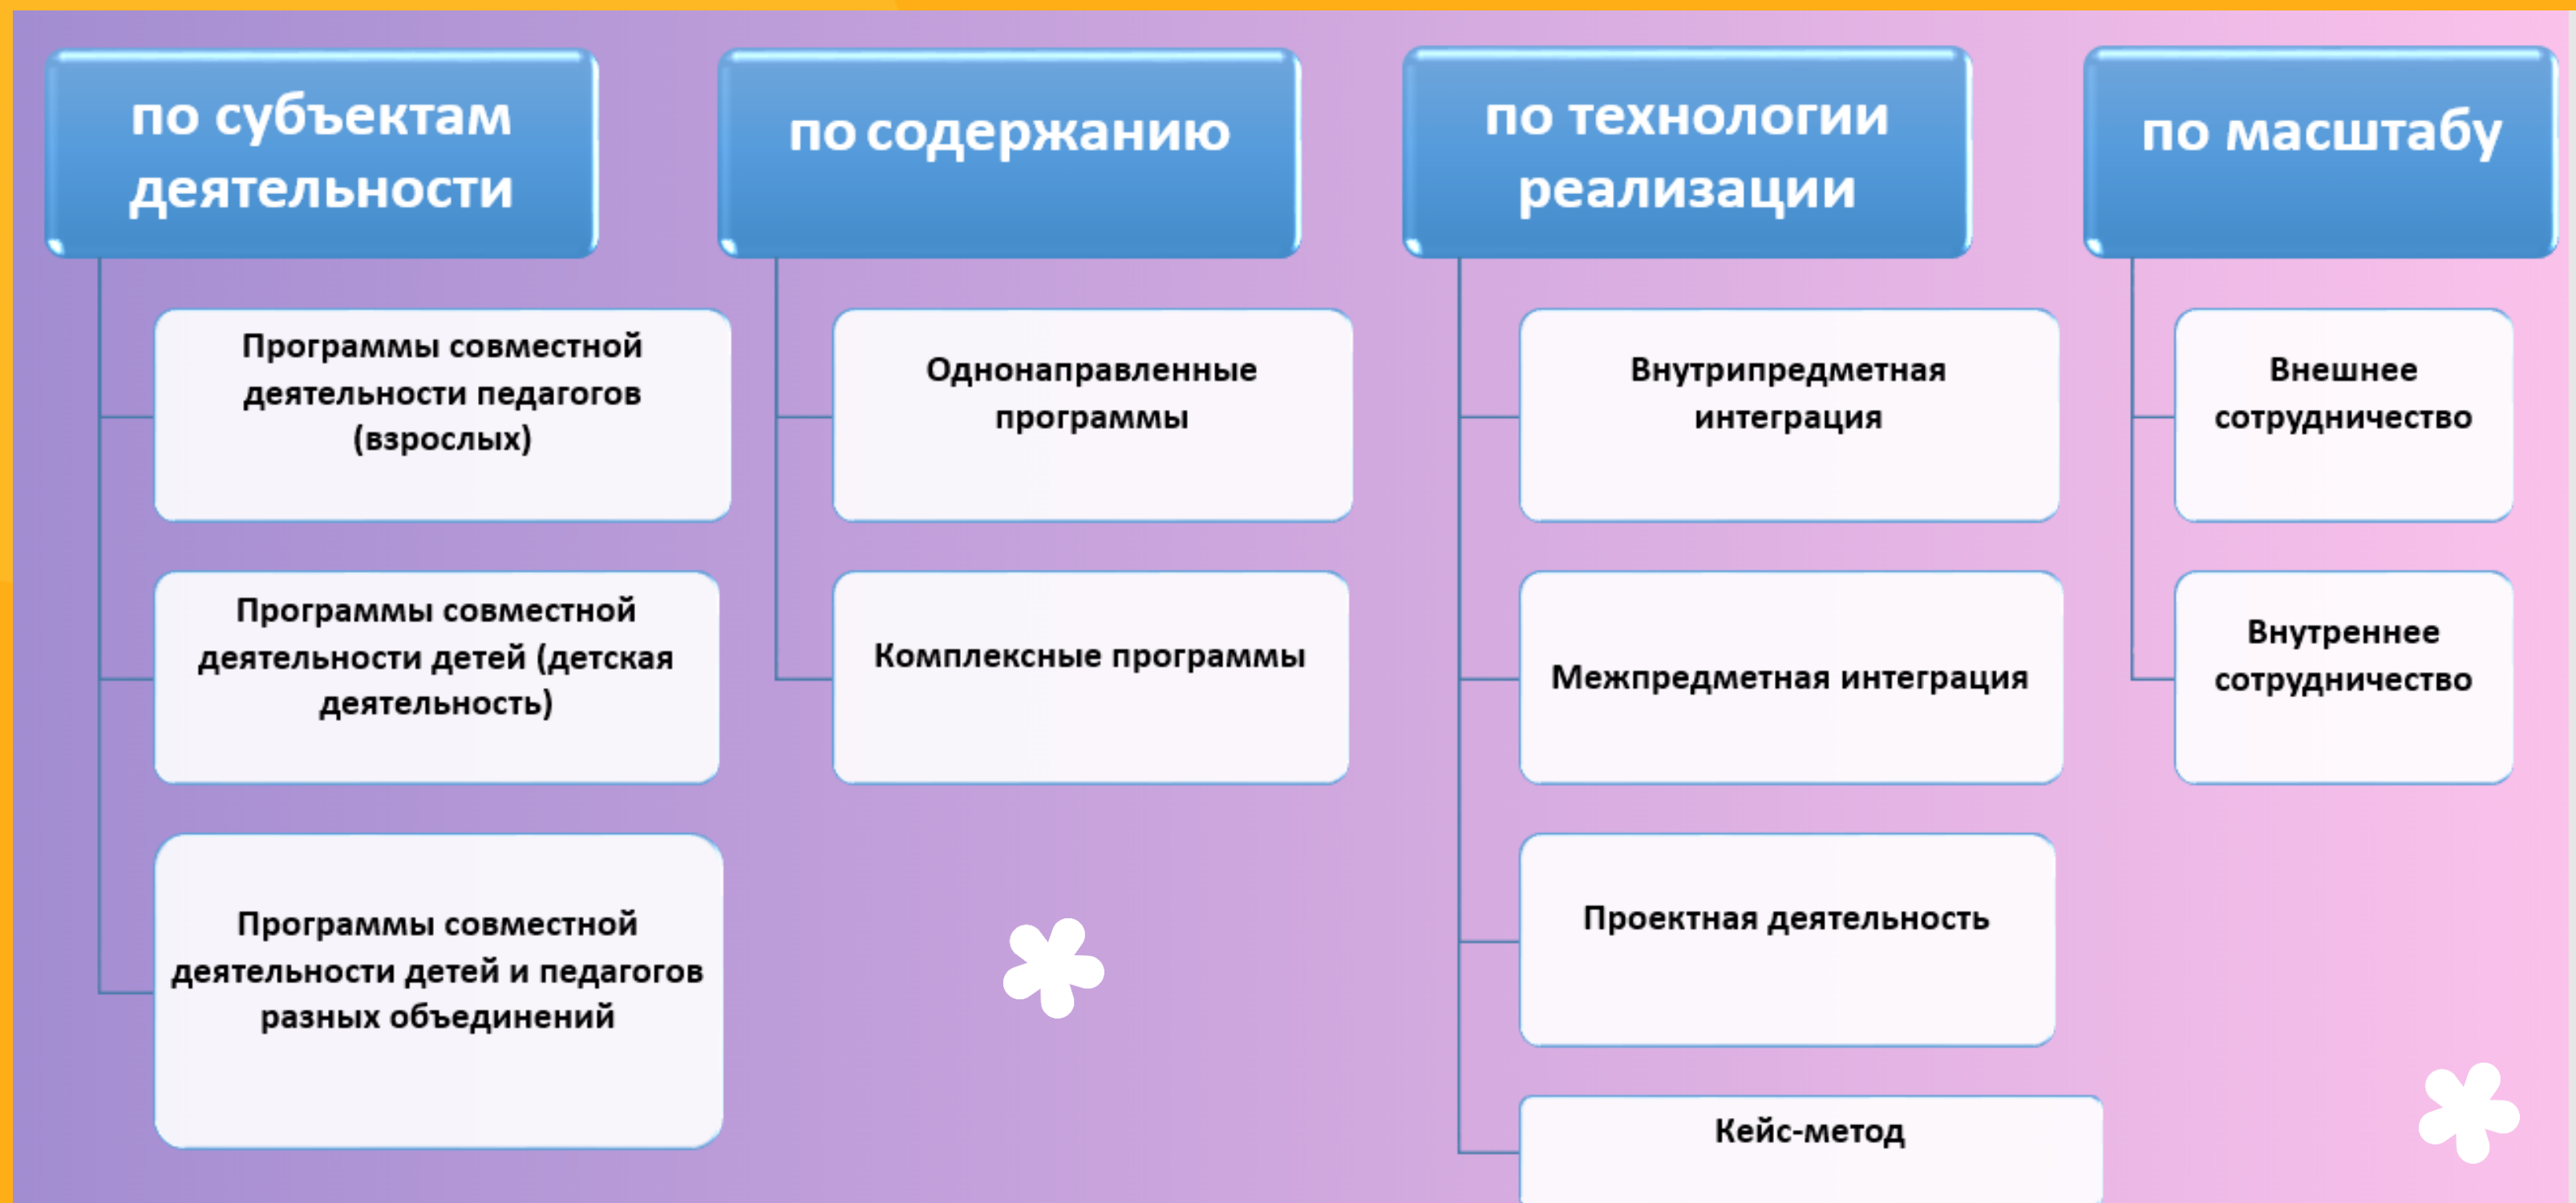 по субъектам
деятельности
Программы совместной
деятельности педагогов
(взрослых)
Программы совместной
деятельности детей (детская
деятельность)
Программы совместной
деятельности детей и педагогов
разных объединений
по содержанию
Однонаправленные
программы
Комплексные программы
по технологии
реализации
Внутрипредметная
интеграция
Межпредметная интеграция
Проектная деятельность
Кейс-метод
по масштабу
Внешнее
сотрудничество
Внутреннее
сотрудничество